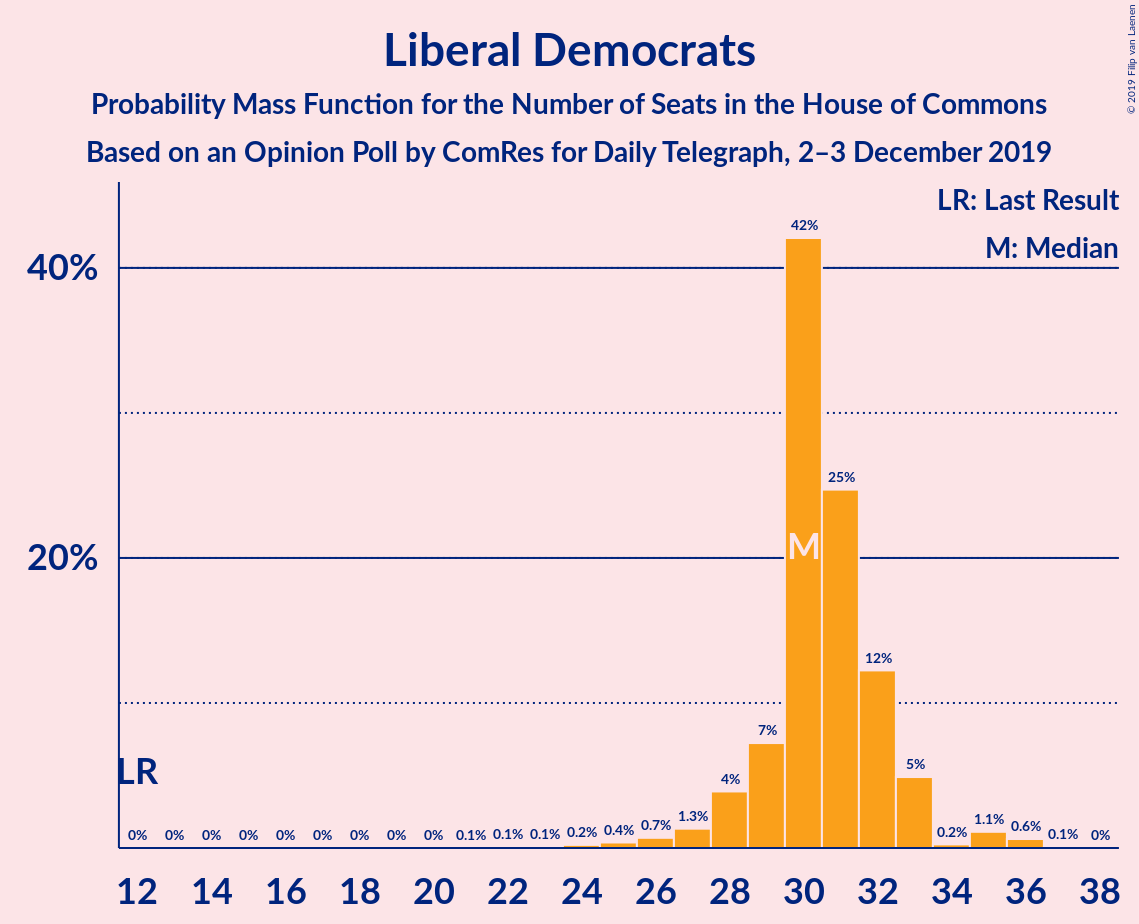 Liberal Democrats
Probability Mass Function for the Number of Seats in the House of Commons
Based on an Opinion Poll by ComRes for Daily Telegraph, 2–3 December 2019
© 2019 Filip van Laenen
LR: Last Result
M: Median
40%
20%
42%
25%
12%
7%
5%
4%
M
LR
0% 0% 0% 0% 0% 0% 0% 0% 0% 0.1% 0.1% 0.1% 0.2% 0.4% 0.7% 1.3% 0.2% 1.1% 0.6% 0.1% 0%
12 14 16 18 20 22 24 26 28 30 32 34 36 38